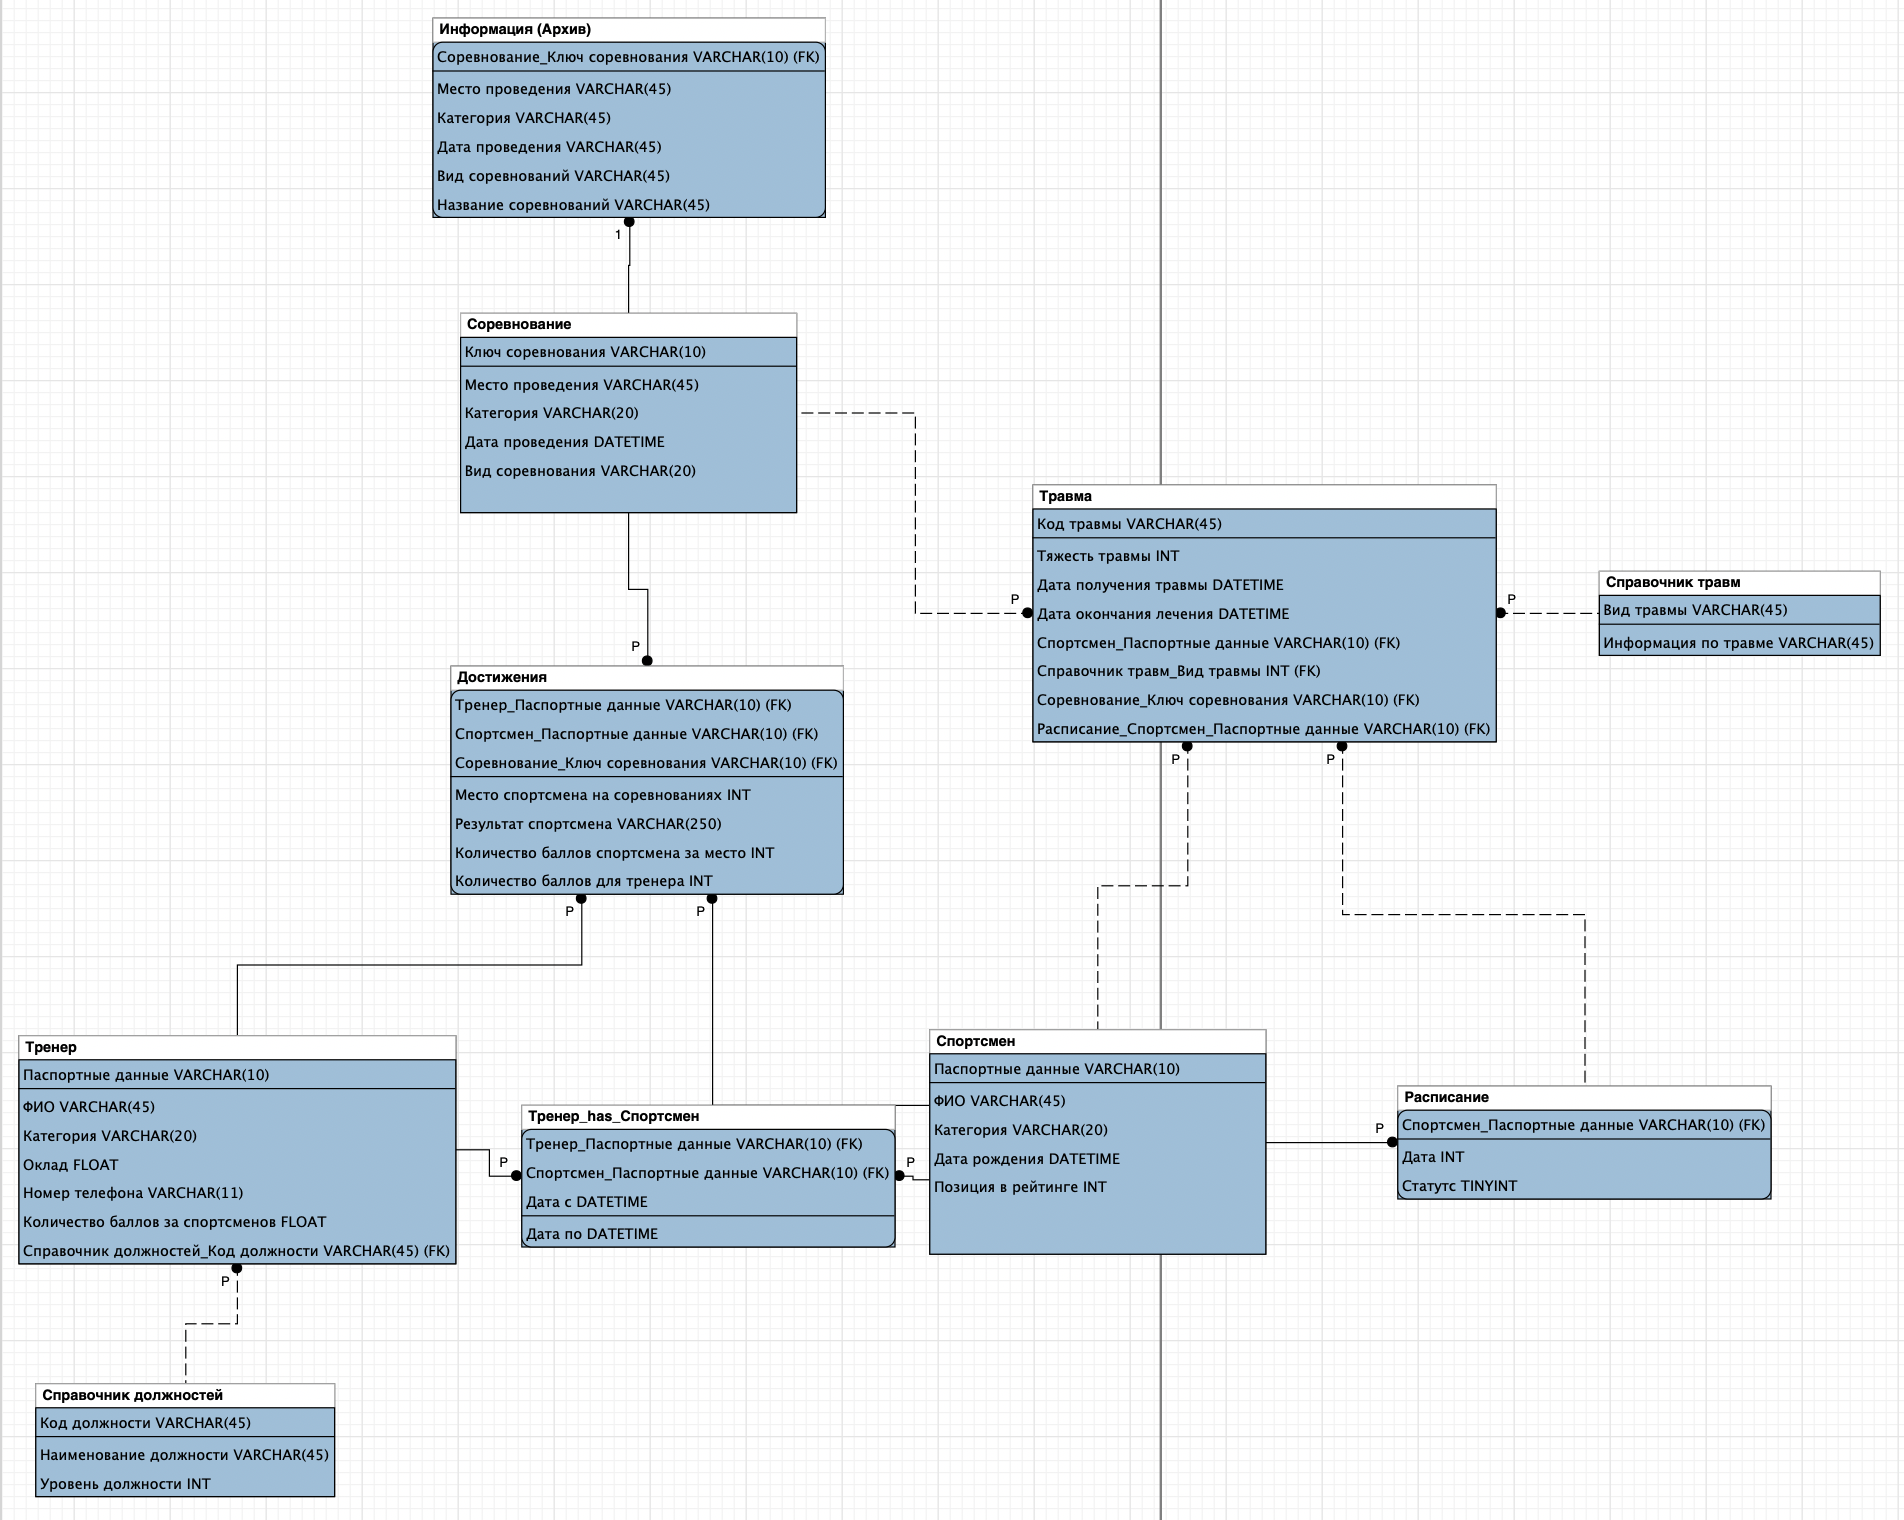 Информация (Архив)
Соревнование_Ключ соревнования VARCHAR(10) (FK)
Место проведения VARCHAR(45)
Категория VARCHAR(45)
Дата проведения VARCHAR(45)
Вид соревнований VARCHAR(45)
Название соревнований VARCHAR(45)
1
Соревнование
Ключ соревнования VARCHAR(10)
Место проведения VARCHAR(45)
Категория VARCHAR(20)
Дата проведения DATETIME
Вид соревнования VARCHAR(20)
Травма
Код травмы VARCHAR(45)
Тяжесть травмы INT
Дата получения травмы DATETIME
Дата окончания лечения DATETIME
Спортсмен_Паспортные данные VARCHAR(10) (FK)
Справочник травм_Вид травмы INT (FK)
Соревнование_Ключ соревнования VARCHAR(10) (FK)
Расписание_Спортсмен_Паспортные данные VARCHAR(10) (FK)
P
P
P
P
Справочник травм
Вид травмы VARCHAR(45)
Информация по травме VARCHAR(45)
P
Достижения
Тренер_Паспортные данные VARCHAR(10) (FK)
Спортсмен_Паспортные данные VARCHAR(10) (FK)
Соревнование_Ключ соревнования VARCHAR(10) (FK)
Место спортсмена на соревнованиях INT
Результат спортсмена VARCHAR(250)
Количество баллов спортсмена за место INT
Количество баллов для тренера INT
P
P
Тренер
Паспортные данные VARCHAR(10)
ФИО VARCHAR(45)
Категория VARCHAR(20)
Оклад FLOAT
Номер телефона VARCHAR(11)
Количество баллов за спортсменов FLOAT
Справочник должностей_Код должности VARCHAR(45) (FK)
P
P
Тренер_has_Спортсмен
Тренер_Паспортные данные VARCHAR(10) (FK)
Спортсмен_Паспортные данные VARCHAR(10) (FK)
Дата с DATETIME
Дата по DATETIME
P
Спортсмен
Паспортные данные VARCHAR(10)
ФИО VARCHAR(45)
Категория VARCHAR(20)
Дата рождения DATETIME
Позиция в рейтинге INT
P
Расписание
Спортсмен_Паспортные данные VARCHAR(10) (FK)
Дата INT
Статутс TINYINT
Справочник должностей
Код должности VARCHAR(45)
Наименование должности VARCHAR(45)
Уровень должности INT